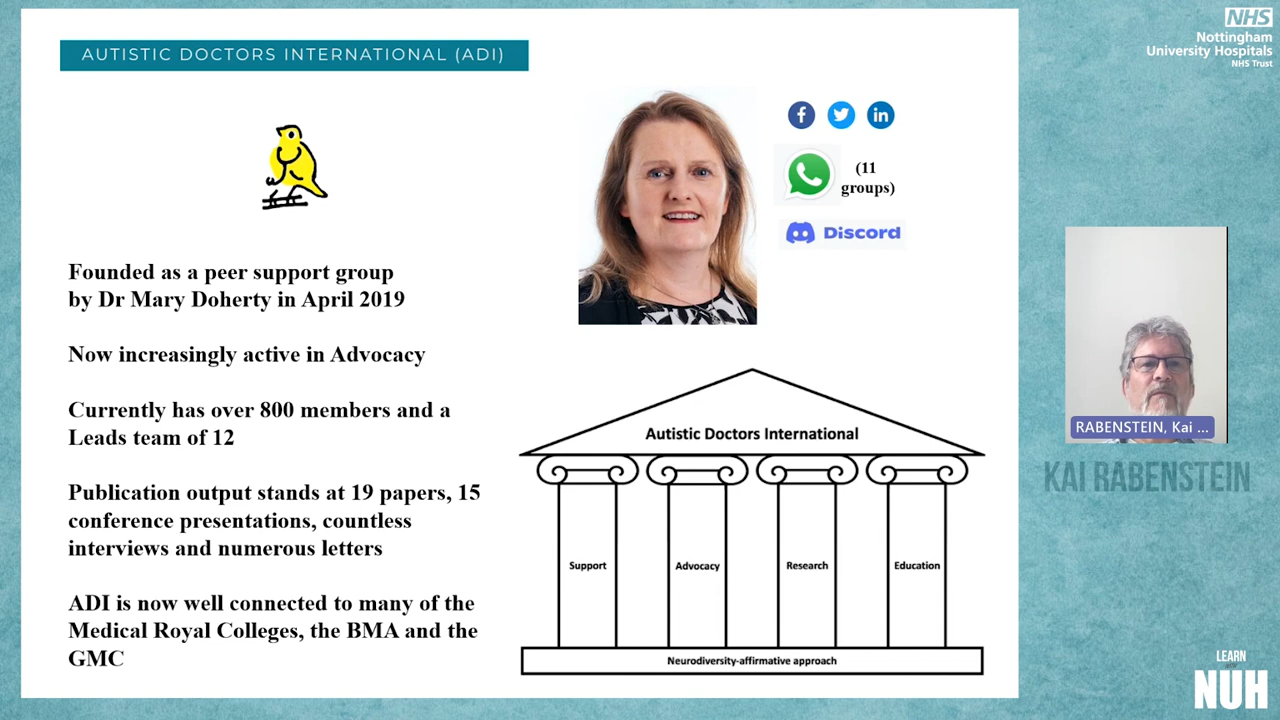 AUTISTIC DOCTORS INTERNATIONAL (ADI)
(11
groups)
Discord
Founded as a peer support group
by Dr Mary Doherty in April 2019
Now increasingly active in Advocacy
Currently has over 800 members and a
Leads team of 12
Publication output stands at 19 papers, 15
conference presentations, countless
interviews and numerous letters
ADI is now well connected to many of the
Medical Royal Colleges, the BMA and the
GMC
Autistic Doctors International
Support
Advocacy
Research
Education
Neurodiversity-affirmative approach
NHS
Nottingham
University Hospitals
NHS Trust
RABENSTEIN, Kai ...
KAI RABENSTEIN
LEARN
NUH